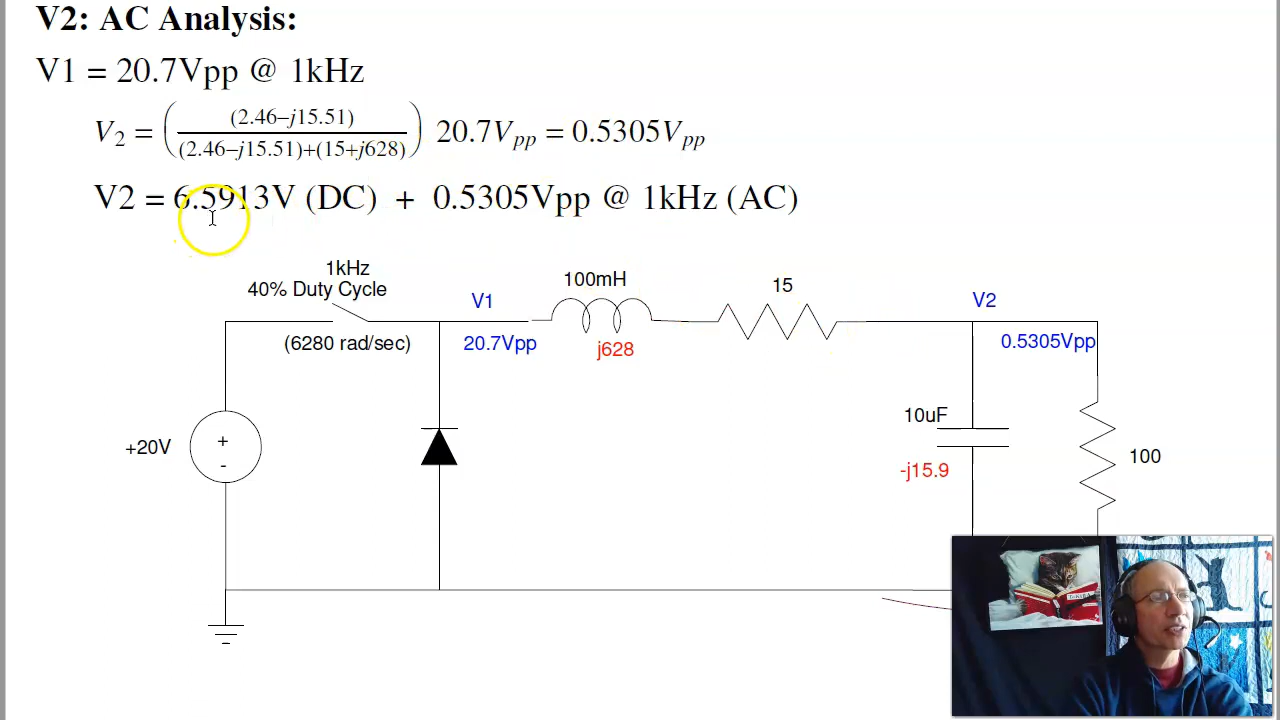 V2: AC Analysis:
V1 = 20.7Vpp @ 1kHz
V₂ = ( (2.46−j15.51) / (2.46−j15.51)+(15+j628) ) 20.7Vpp = 0.5305Vpp
V2 = 6.5913V (DC) + 0.5305Vpp @ 1kHz (AC)
1kHz
40% Duty Cycle
(6280 rad/sec)
V1
20.7Vpp
100mH
j628
15
V2
0.5305Vpp
10uF
-j15.9
100
+20V
+
-